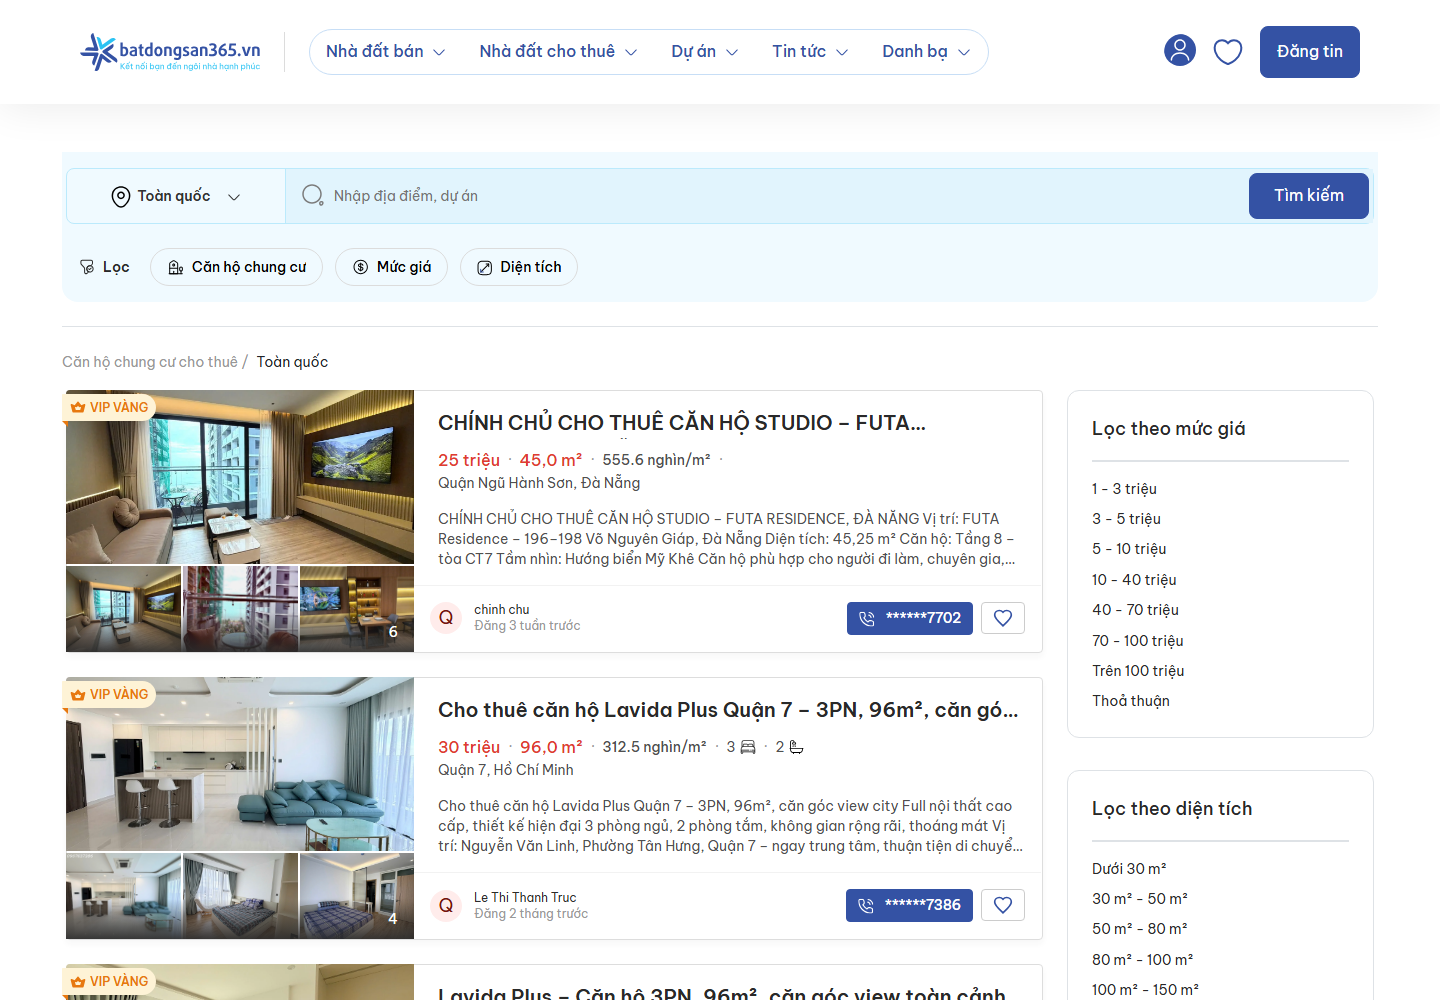 batdongsan365.vn
Kết nối bạn đến ngôi nhà hạnh phúc
Nhà đất bán
Nhà đất cho thuê
Dự án
Tin tức
Danh bạ
Đăng tin
Toàn quốc
Nhập địa điểm, dự án
Tìm kiếm
Lọc
Căn hộ chung cư
Mức giá
Diện tích
Căn hộ chung cư cho thuê / Toàn quốc
VIP VÀNG
6
CHÍNH CHỦ CHO THUÊ CĂN HỘ STUDIO – FUTA...
25 triệu · 45,0 m² · 555.6 nghìn/m² ·
Quận Ngũ Hành Sơn, Đà Nẵng
CHÍNH CHỦ CHO THUÊ CĂN HỘ STUDIO – FUTA RESIDENCE, ĐÀ NĂNG Vị trí: FUTA
Residence – 196–198 Võ Nguyên Giáp, Đà Nẵng Diện tích: 45,25 m² Căn hộ: Tầng 8 –
tòa CT7 Tầm nhìn: Hướng biển Mỹ Khê Căn hộ phù hợp cho người đi làm, chuyên gia,...
Q
chinh chu
Đăng 3 tuần trước
******7702
VIP VÀNG
4
Cho thuê căn hộ Lavida Plus Quận 7 – 3PN, 96m², căn gó...
30 triệu · 96,0 m² · 312.5 nghìn/m² · 3 · 2
Quận 7, Hồ Chí Minh
Cho thuê căn hộ Lavida Plus Quận 7 – 3PN, 96m², căn góc view city Full nội thất cao
cấp, thiết kế hiện đại 3 phòng ngủ, 2 phòng tắm, không gian rộng rãi, thoáng mát Vị
trí: Nguyễn Văn Linh, Phường Tân Hưng, Quận 7 – ngay trung tâm, thuận tiện di chuyể...
Q
Le Thi Thanh Truc
Đăng 2 tháng trước
******7386
VIP VÀNG
Lavida Plus – Căn hộ 3PN, 96m², căn góc view toàn cảnh
Lọc theo mức giá
1 - 3 triệu
3 - 5 triệu
5 - 10 triệu
10 - 40 triệu
40 - 70 triệu
70 - 100 triệu
Trên 100 triệu
Thoả thuận
Lọc theo diện tích
Dưới 30 m²
30 m² - 50 m²
50 m² - 80 m²
80 m² - 100 m²
100 m² - 150 m²